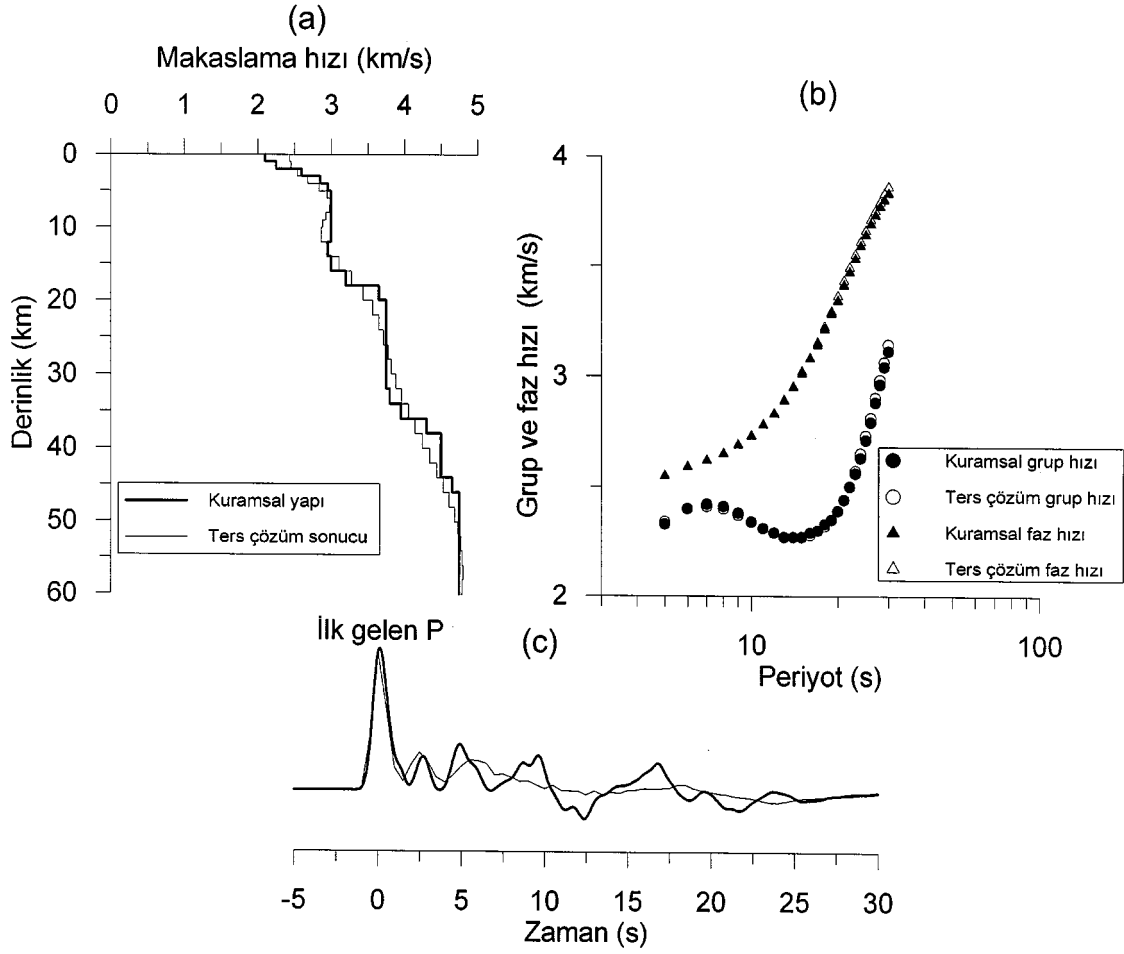 (a)
Makaslama hızı (km/s)
0 1 2 3 4 5
Derinlik (km)
0
10
20
30
40
50
60
Kuramsal yapı
Ters çözüm sonucu
(b)
Grup ve faz hızı (km/s)
4
3
2
Kuramsal grup hızı
Ters çözüm grup hızı
Kuramsal faz hızı
Ters çözüm faz hızı
10 100
Periyot (s)
İlk gelen P
(c)
-5 0 5 10 15 20 25 30
Zaman (s)